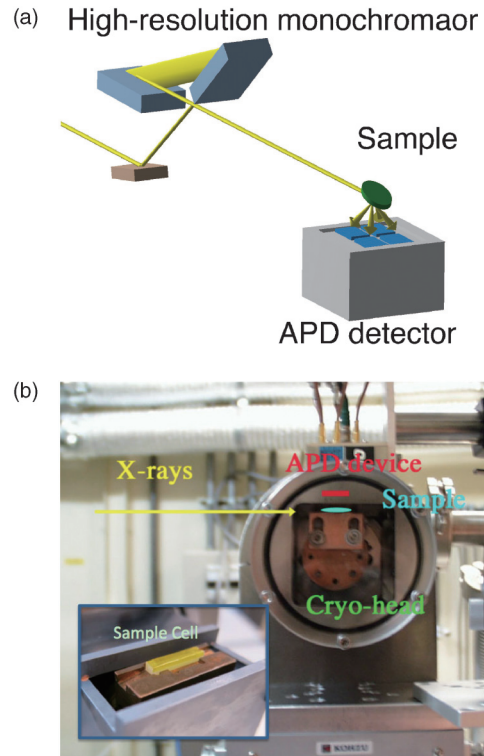 (a) High-resolution monochromaor
Sample
APD detector
(b)
X-rays
APD device
Sample
Cryo-head
Sample Cell